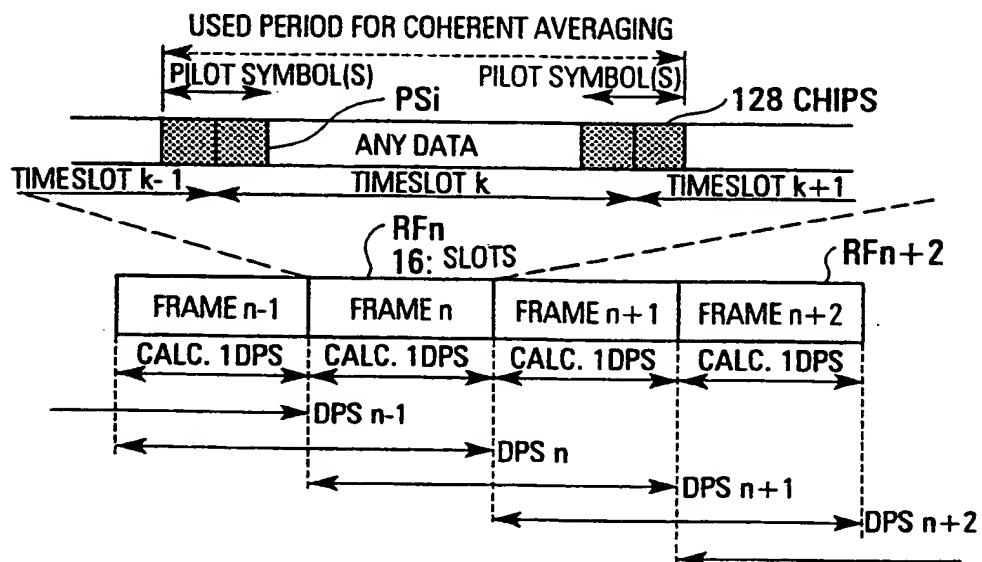 USED PERIOD FOR COHERENT AVERAGING
PILOT SYMBOL(S) PILOT SYMBOL(S)
PSi 128 CHIPS
ANY DATA
TIMESLOT k-1 TIMESLOT k TIMESLOT k+1
RFn
16: SLOTS RFn+2
FRAME n-1 FRAME n FRAME n+1 FRAME n+2
CALC. 1DPS CALC. 1DPS CALC. 1DPS CALC. 1DPS
DPS n-1
DPS n
DPS n+1
DPS n+2